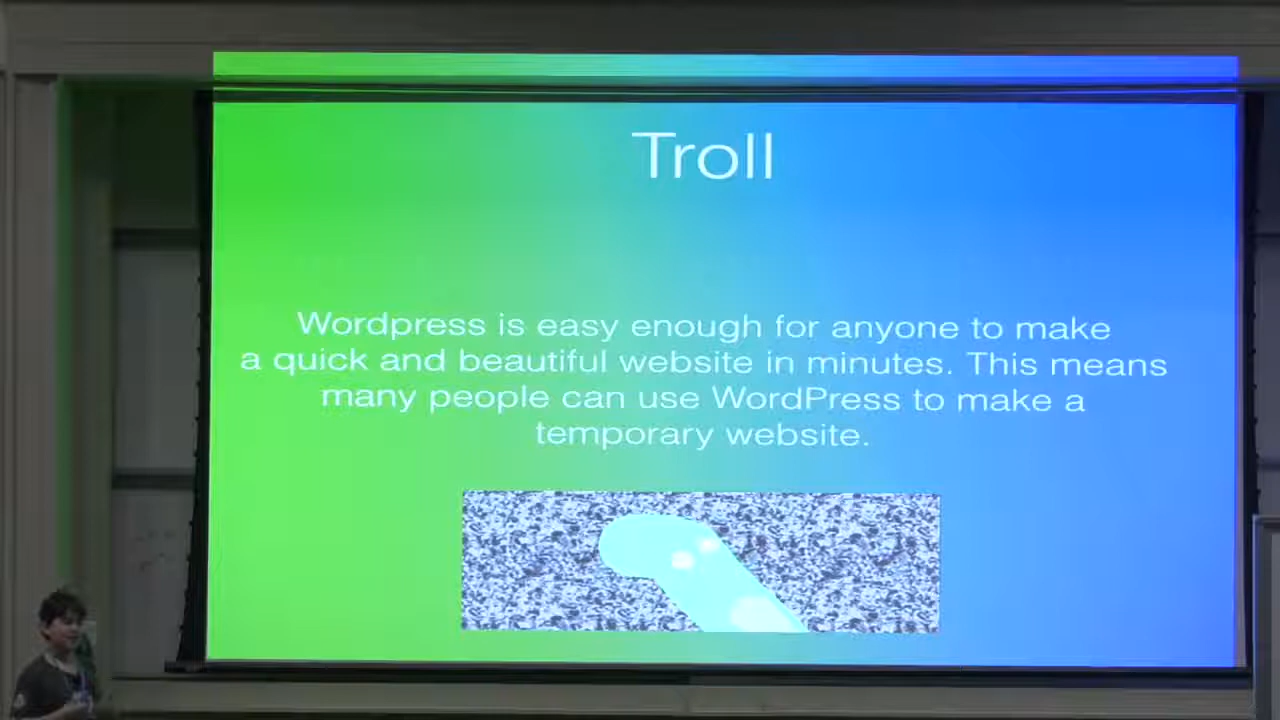 Troll
Wordpress is easy enough for anyone to make
a quick and beautiful website in minutes. This means
many people can use WordPress to make a
temporary website.